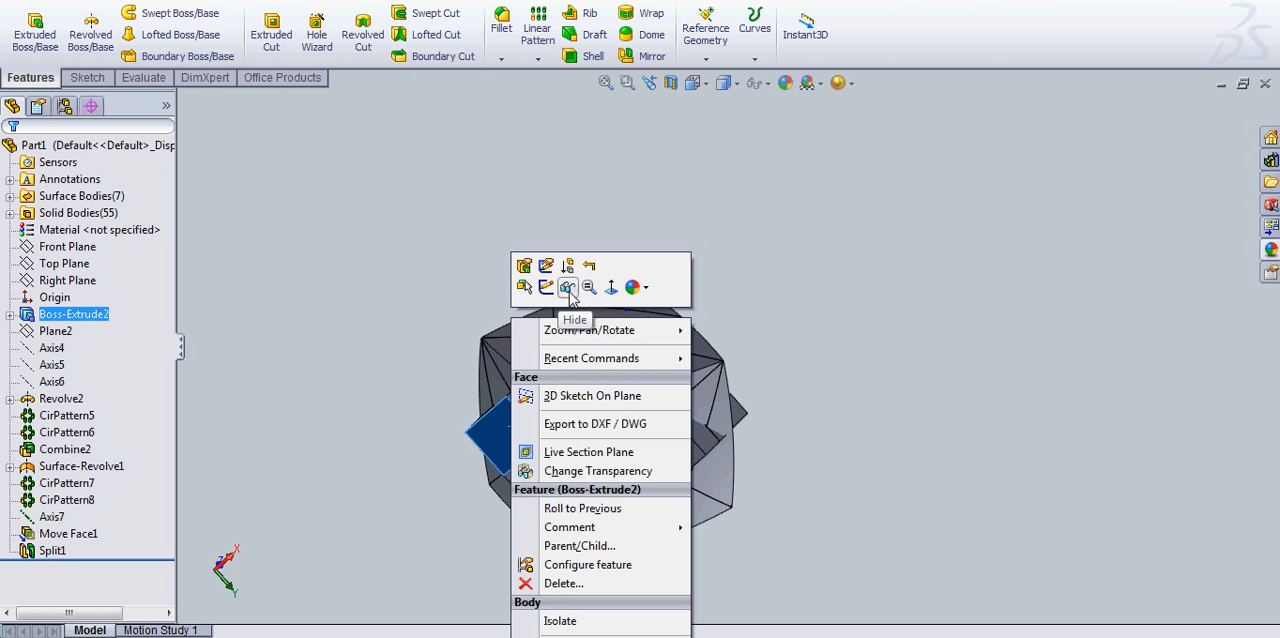 Extruded Boss/Base
Revolved Boss/Base
Swept Boss/Base
Lofted Boss/Base
Boundary Boss/Base
Extruded Cut
Hole Wizard
Revolved Cut
Swept Cut
Lofted Cut
Boundary Cut
Fillet
Linear Pattern
Rib
Draft
Shell
Wrap
Dome
Mirror
Reference Geometry
Curves
Instant3D
Features
Sketch
Evaluate
DimXpert
Office Products
Part1 (Default<<Default>_Disp
Sensors
Annotations
Surface Bodies(7)
Solid Bodies(55)
Material <not specified>
Front Plane
Top Plane
Right Plane
Origin
Boss-Extrude2
Plane2
Axis4
Axis5
Axis6
Revolve2
CirPattern5
CirPattern6
Combine2
Surface-Revolve1
CirPattern7
CirPattern8
Axis7
Move Face1
Split1
Hide
Zoom/Pan/Rotate
Recent Commands
Face
3D Sketch On Plane
Export to DXF / DWG
Live Section Plane
Change Transparency
Feature (Boss-Extrude2)
Roll to Previous
Comment
Parent/Child...
Configure feature
Delete...
Body
Isolate
X
Z
Y
Model
Motion Study 1